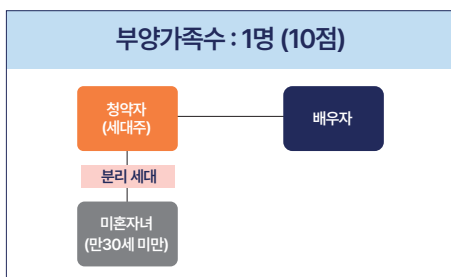 부양가족수 : 1명 (10점)
청약자
(세대주)
배우자
분리 세대
미혼자녀
(만30세 미만)